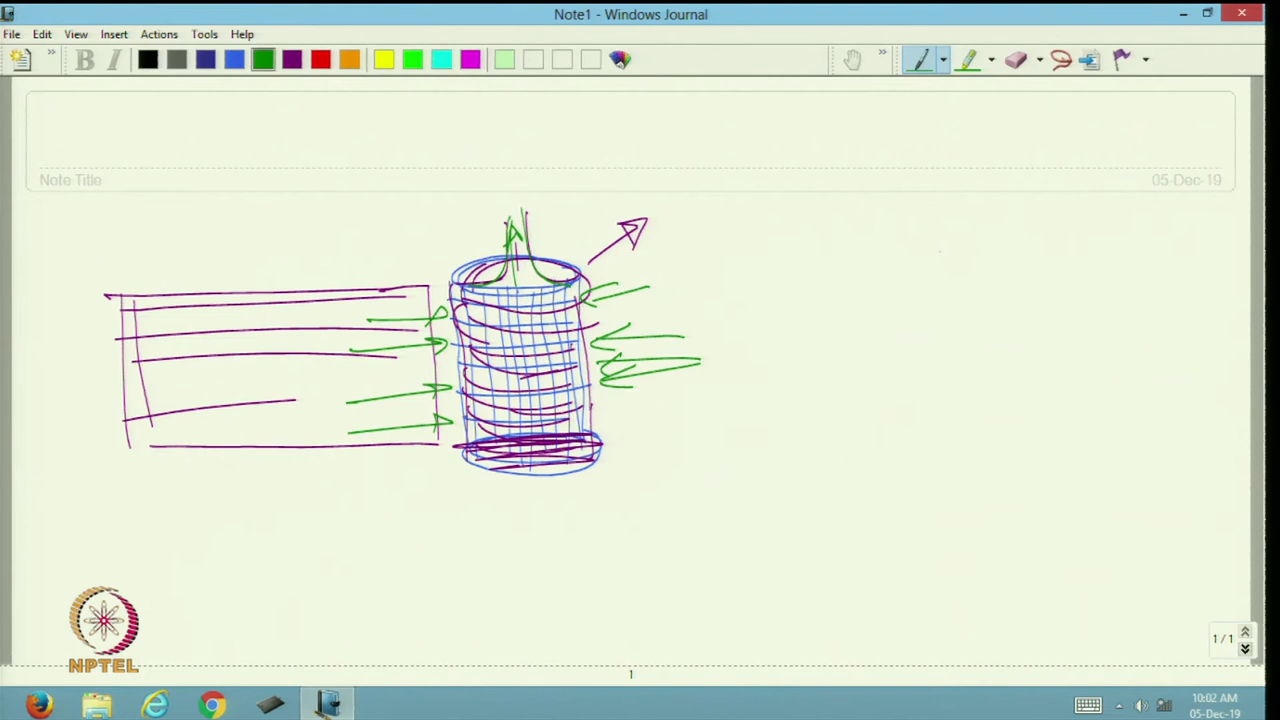 Note1 - Windows Journal
File Edit View Insert Actions Tools Help
B I
Note Title
05-Dec-19
NPTEL
1/1
1
10:02 AM
05-Dec-19